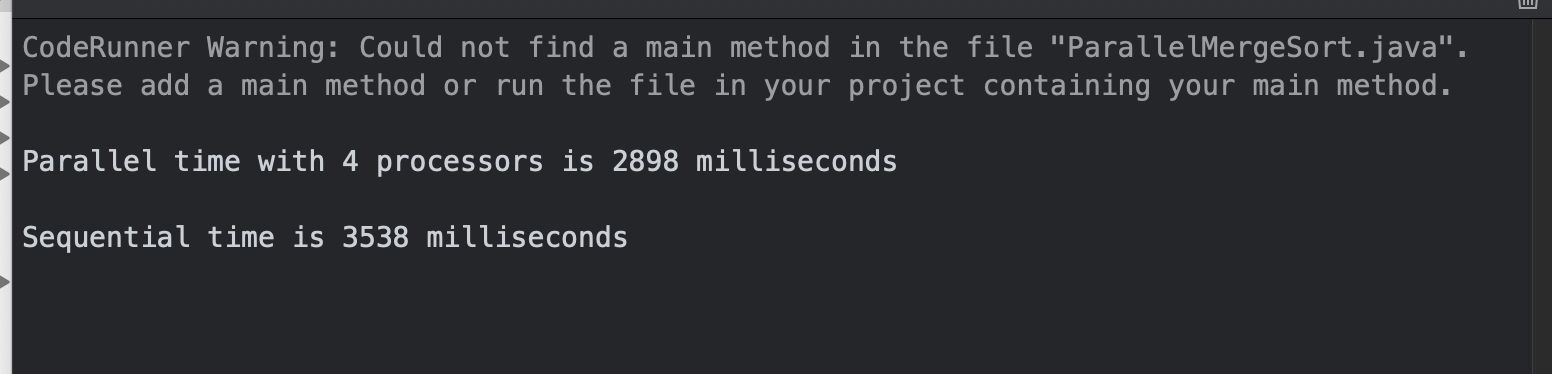 CodeRunner Warning: Could not find a main method in the file "ParallelMergeSort.java".
Please add a main method or run the file in your project containing your main method.
Parallel time with 4 processors is 2898 milliseconds
Sequential time is 3538 milliseconds